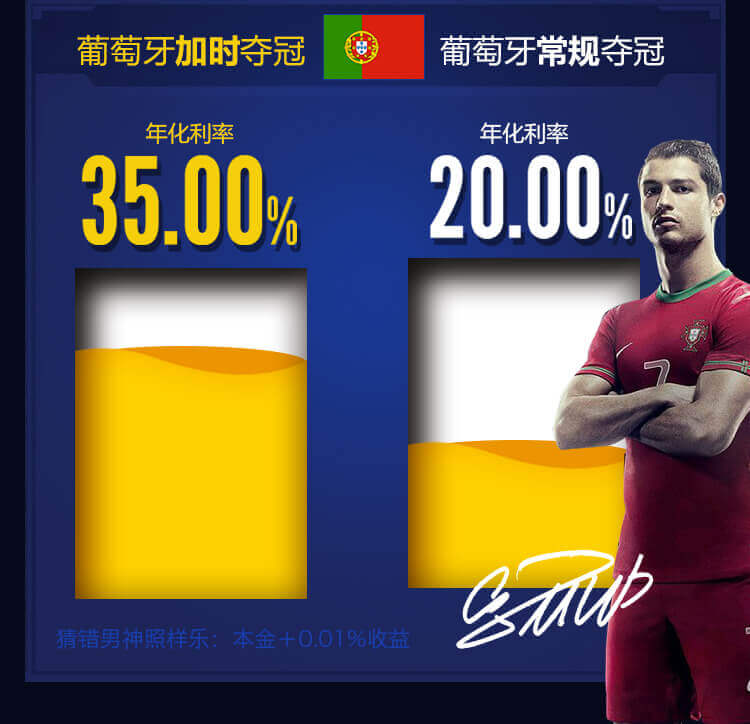 葡萄牙加时夺冠
葡萄牙常规夺冠
年化利率
年化利率
35.00%
20.00%
7
猜错男神照样乐：本金＋0.01%收益